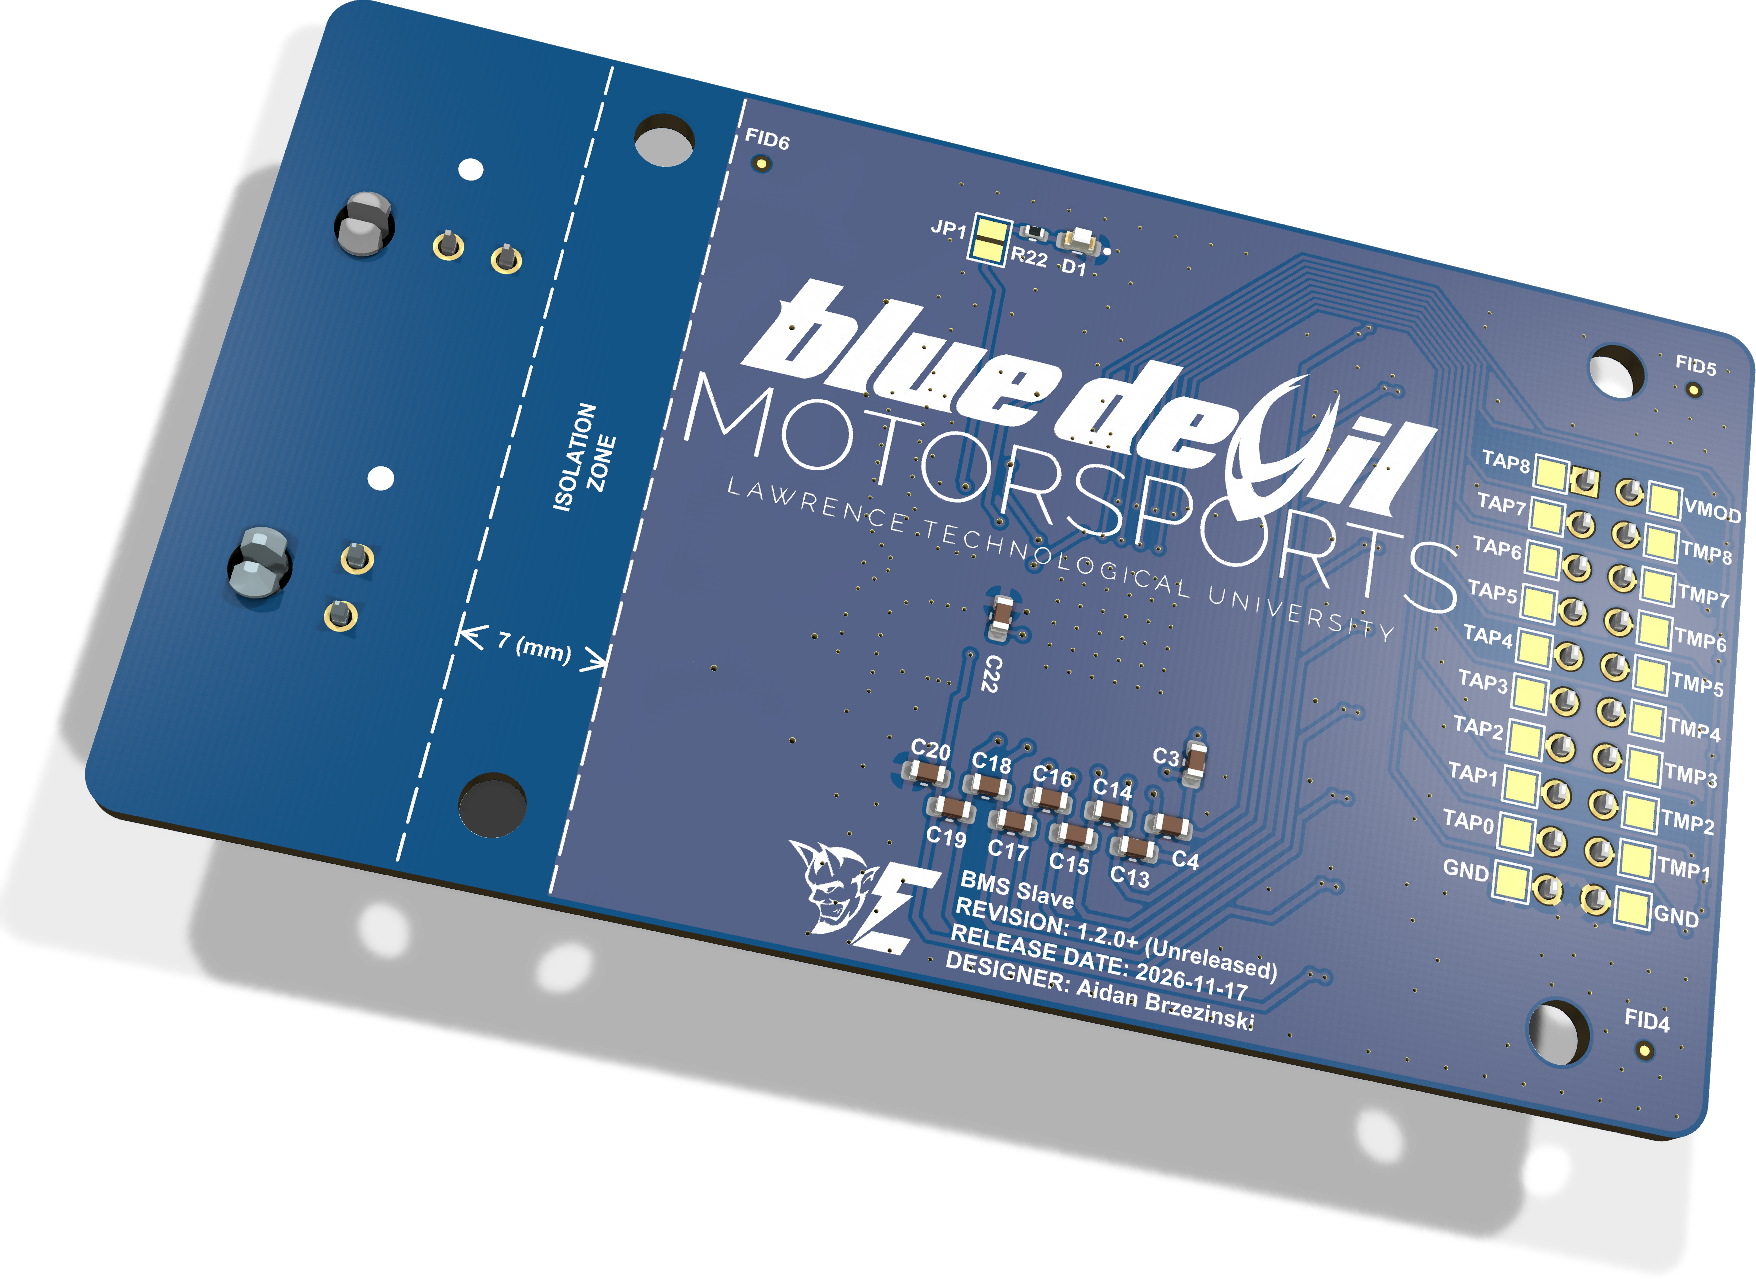 FID6
JP1
R22
D1
blue devil
MOTORSPORTS
LAWRENCE TECHNOLOGICAL UNIVERSITY
ISOLATION
ZONE
7 (mm)
FID5
TAP8
VMOD
TAP7
TMP8
TAP6
TMP7
TAP5
TMP6
TAP4
TMP5
TAP3
TMP4
TAP2
TMP3
TAP1
TMP2
TAP0
TMP1
GND
GND
C22
C3
C20
C18
C16
C14
C19
C17
C15
C13
C4
BMS Slave
REVISION: 1.2.0+ (Unreleased)
RELEASE DATE: 2026-11-17
DESIGNER: Aidan Brzezinski
FID4